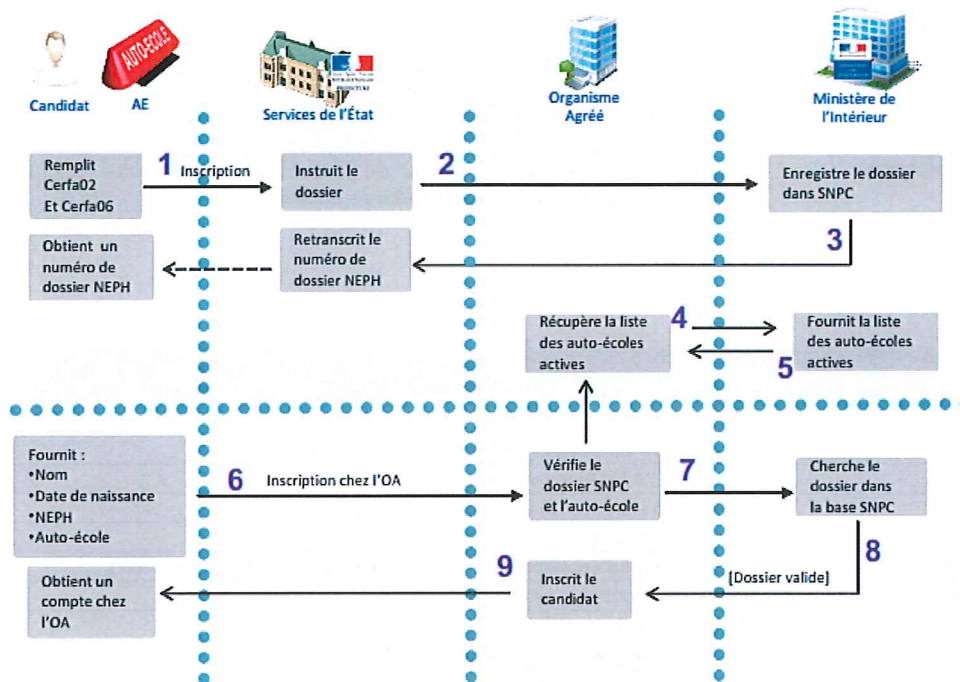 AUTO-ECOLE
Candidat
AE
Services de l'État
Organisme
Agréé
Ministère de
l'Intérieur
Remplit
Cerfa02
Et Cerfa06
1
Inscription
Instruit le
dossier
2
Enregistre le dossier
dans SNPC
3
Obtient un
numéro de
dossier NEPH
Retranscrit le
numéro de
dossier NEPH
Récupère la liste
des auto-écoles
actives
4
5
Fournit la liste
des auto-écoles
actives
Fournit :
•Nom
•Date de naissance
•NEPH
•Auto-école
6
Inscription chez l'OA
Vérifie le
dossier SNPC
et l'auto-école
7
Cherche le
dossier dans
la base SNPC
8
[Dossier valide]
9
Inscrit le
candidat
Obtient un
compte chez
l'OA